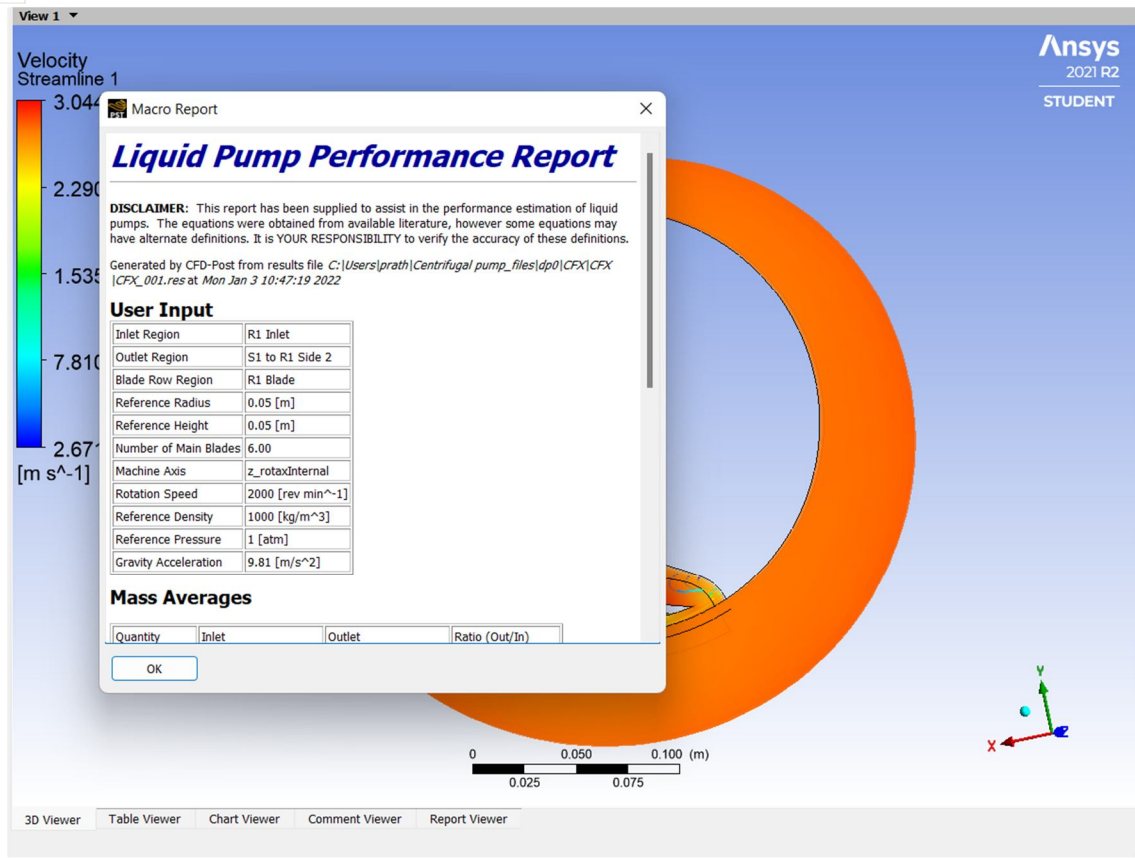 View 1
Velocity
Streamline 1
3.044
2.290
1.535
7.810
2.671
[m s^-1]
Ansys
2021 R2
STUDENT
PST
Macro Report
Liquid Pump Performance Report
DISCLAIMER: This report has been supplied to assist in the performance estimation of liquid
pumps. The equations were obtained from available literature, however some equations may
have alternate definitions. It is YOUR RESPONSIBILITY to verify the accuracy of these definitions.
Generated by CFD-Post from results file C:\Users\prath\Centrifugal pump_files\dp0\CFX\CFX
\CFX_001.res at Mon Jan 3 10:47:19 2022
User Input
Inlet Region R1 Inlet
Outlet Region S1 to R1 Side 2
Blade Row Region R1 Blade
Reference Radius 0.05 [m]
Reference Height 0.05 [m]
Number of Main Blades 6.00
Machine Axis z_rotaxInternal
Rotation Speed 2000 [rev min^-1]
Reference Density 1000 [kg/m^3]
Reference Pressure 1 [atm]
Gravity Acceleration 9.81 [m/s^2]
Mass Averages
Quantity Inlet Outlet Ratio (Out/In)
OK
0 0.050 0.100 (m)
0.025 0.075
Y
X Z
3D Viewer Table Viewer Chart Viewer Comment Viewer Report Viewer